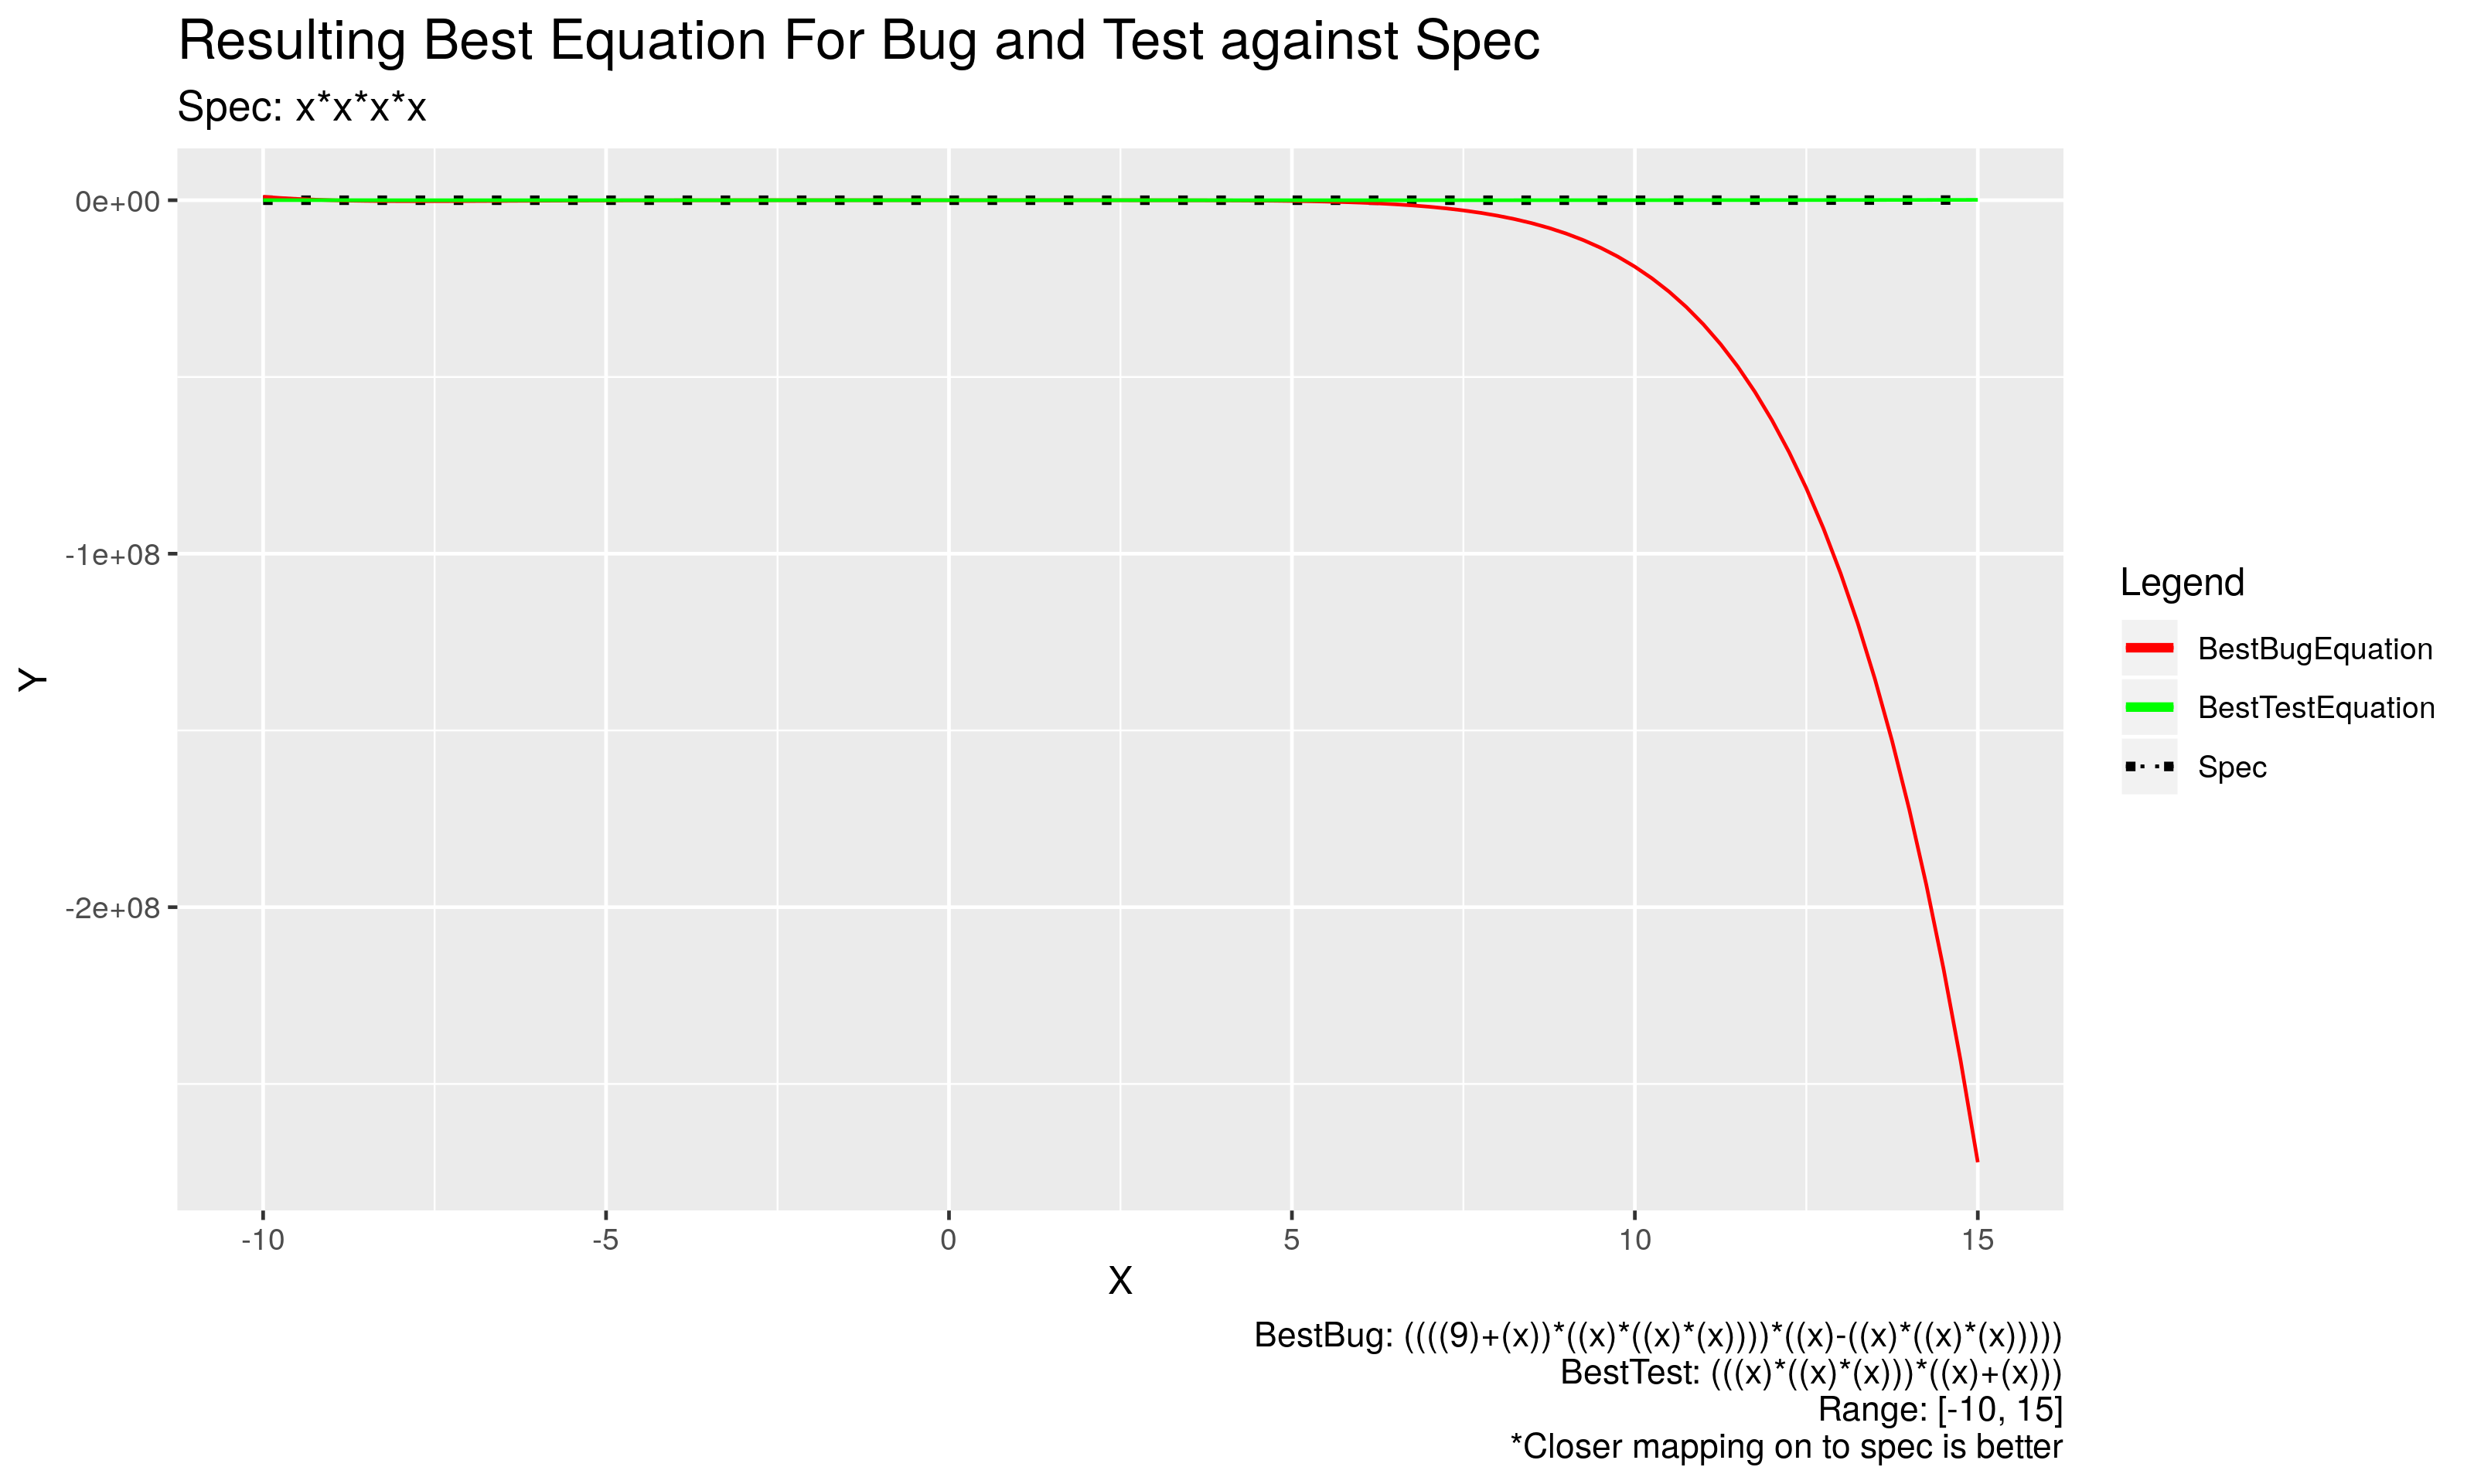 Resulting Best Equation For Bug and Test against Spec
Spec: x*x*x*x
0e+00
-1e+08
-2e+08
Y
-10
-5
0
5
10
15
X
Legend
BestBugEquation
BestTestEquation
Spec
BestBug: ((((9)+(x))*((x)*((x)*(x))))*((x)-((x)*((x)*(x)))))
BestTest: (((x)*((x)*(x)))*((x)+(x)))
Range: [-10, 15]
*Closer mapping on to spec is better